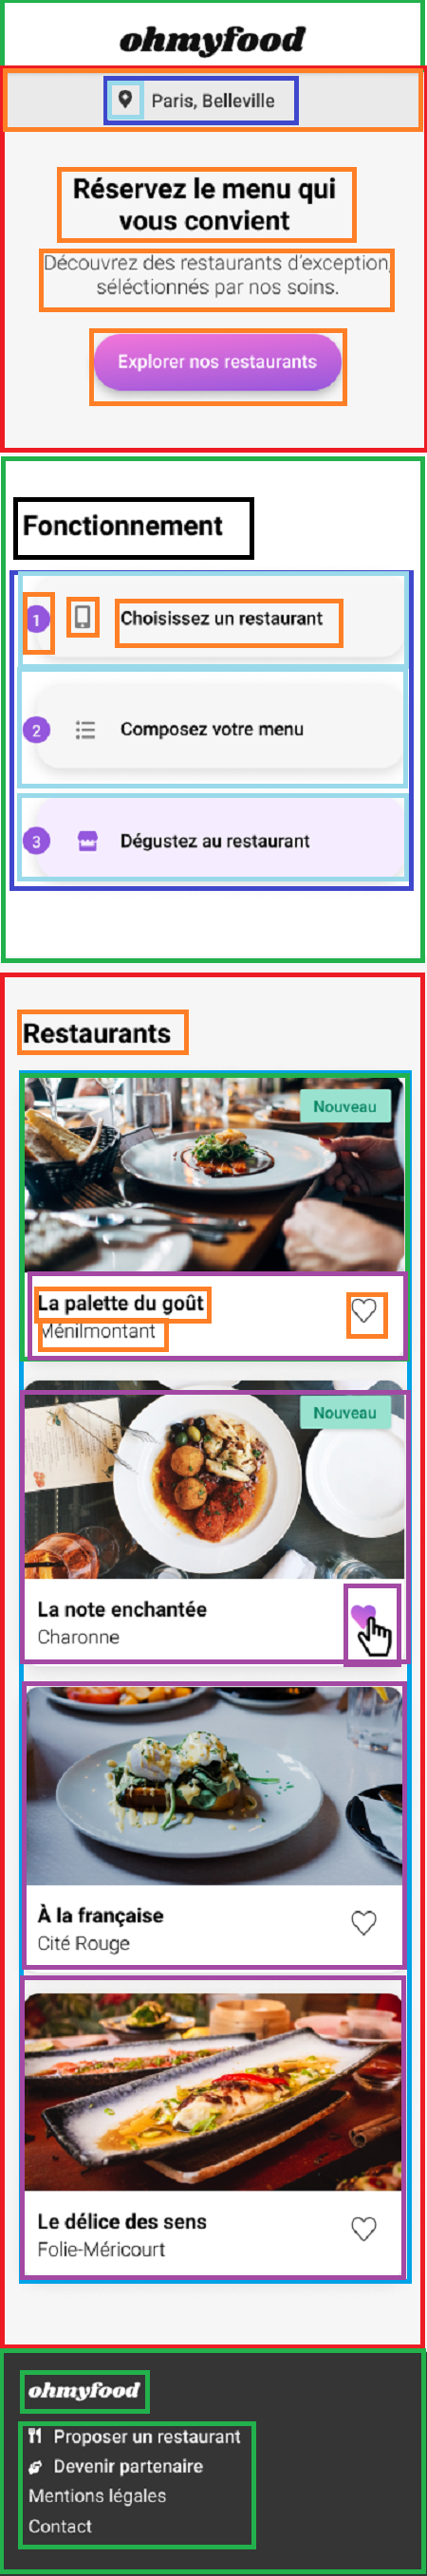 ohmyfood
Paris, Belleville
Réservez le menu qui
vous convient
Découvrez des restaurants d'exception,
séléctionnés par nos soins.
Explorer nos restaurants
Fonctionnement
1 Choisissez un restaurant
2 Composez votre menu
3 Dégustez au restaurant
Restaurants
Nouveau
La palette du goût
Ménilmontant
Nouveau
La note enchantée
Charonne
À la française
Cité Rouge
Le délice des sens
Folie-Méricourt
ohmyfood
Proposer un restaurant
Devenir partenaire
Mentions légales
Contact